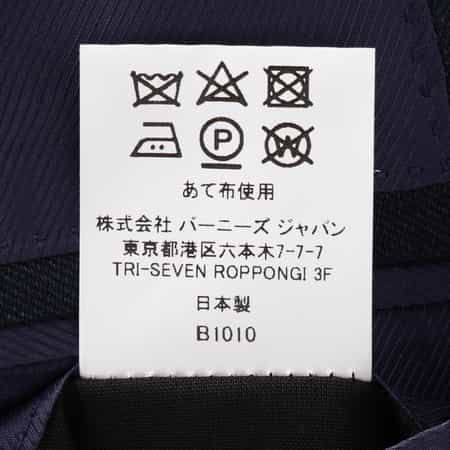 P
W
あて布使用
株式会社 バーニーズ ジャパン
東京都港区六本木7-7-7
TRI-SEVEN ROPPONGI 3F
日本製
B1010